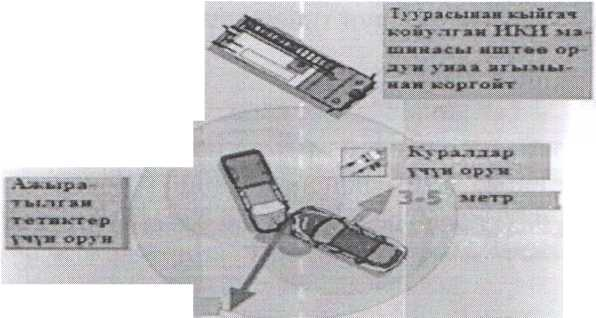 Туурасынан кыйгач
коюлган ИКИ ма-
шинасы иштөө ор-
дун унаа агымы-
нан коргойт
Куралдар
үчүн орун
3-5 метр
Ажыра-
тылган
тетиктер
үчүн орун